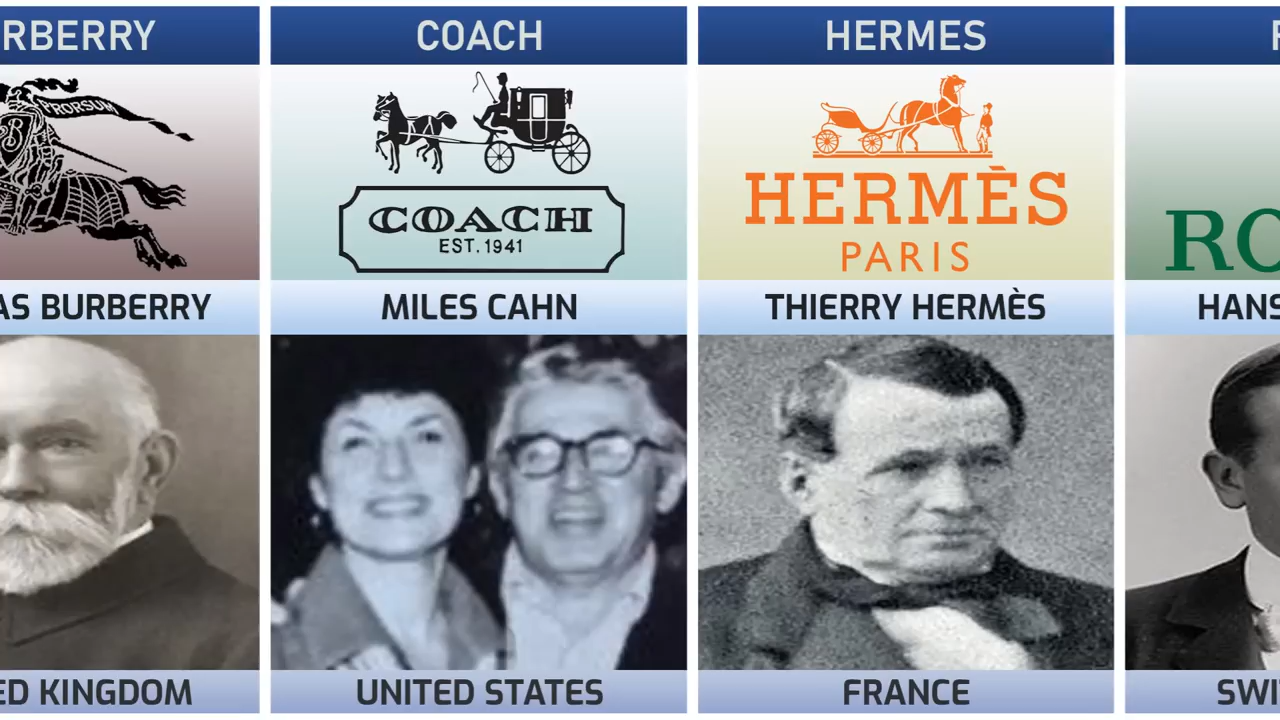 RBERRY
PRORSUM
B
AS BURBERRY
ED KINGDOM
COACH
COACH
EST. 1941
MILES CAHN
UNITED STATES
HERMES
HERMÈS
PARIS
THIERRY HERMÈS
FRANCE
RO
HANS
SWI